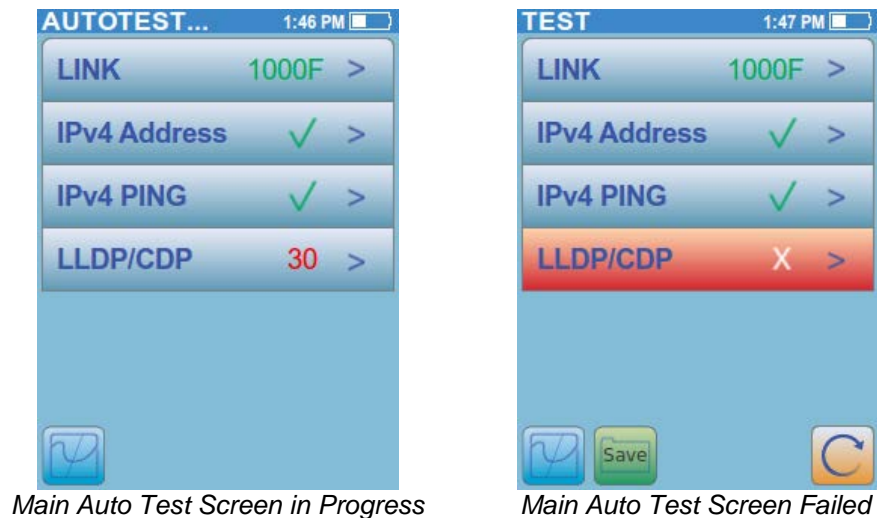 AUTOTEST... 1:46 PM
LINK 1000F >
IPv4 Address ✓ >
IPv4 PING ✓ >
LLDP/CDP 30 >
Main Auto Test Screen in Progress
TEST 1:47 PM
LINK 1000F >
IPv4 Address ✓ >
IPv4 PING ✓ >
LLDP/CDP X >
Save
Main Auto Test Screen Failed